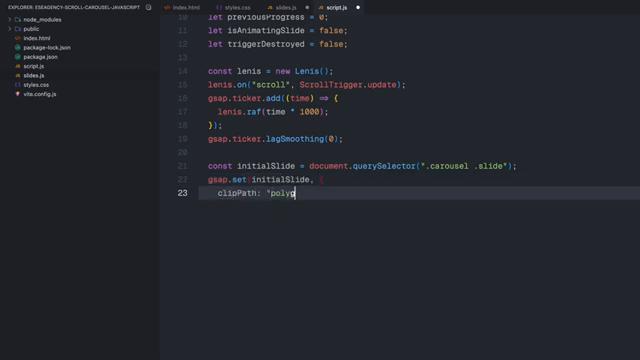 EXPLORER: ESEAGENCY-SCROLL-CAROUSEL-JAVASCRIPT
index.html
styles.css
slides.js
script.js
node_modules
public
index.html
package-lock.json
package.json
script.js
slides.js
styles.css
vite.config.js
10 let previousProgress = 0;
11 let isAnimatingSlide = false;
12 let triggerDestroyed = false;
14 const lenis = new Lenis();
15 lenis.on("scroll", ScrollTrigger.update);
16 gsap.ticker.add((time) => {
17 lenis.raf(time * 1000);
18 });
19 gsap.ticker.lagSmoothing(0);
21 const initialSlide = document .querySelector(".carousel .slide");
22 gsap.set(initialSlide, {
23 clipPath: "polyg